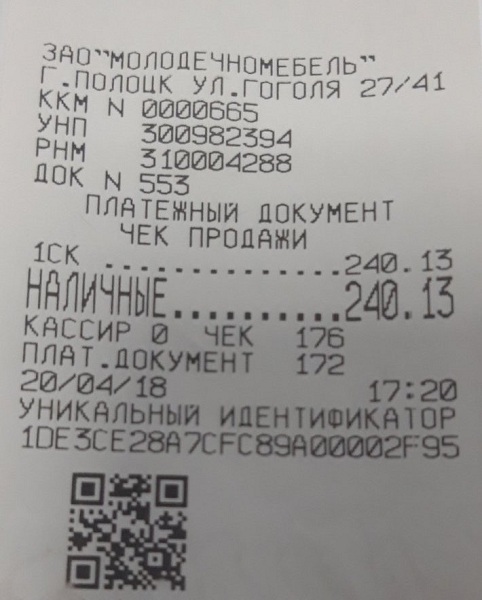 ЗАО"МОЛОДЕЧНОМЕБЕЛЬ"
Г.ПОЛОЦК УЛ.ГОГОЛЯ 27/41
ККМ N 0000665
УНП 300982394
РНМ 310004288
ДОК N 553
ПЛАТЕЖНЫЙ ДОКУМЕНТ
ЧЕК ПРОДАЖИ
1СК ..............240.13
НАЛИЧНЫЕ..........240.13
КАССИР 0 ЧЕК 176
ПЛАТ.ДОКУМЕНТ 172
20/04/18 17:20
УНИКАЛЬНЫЙ ИДЕНТИФИКАТОР
1DE3CE28A7CFC89A00002F95